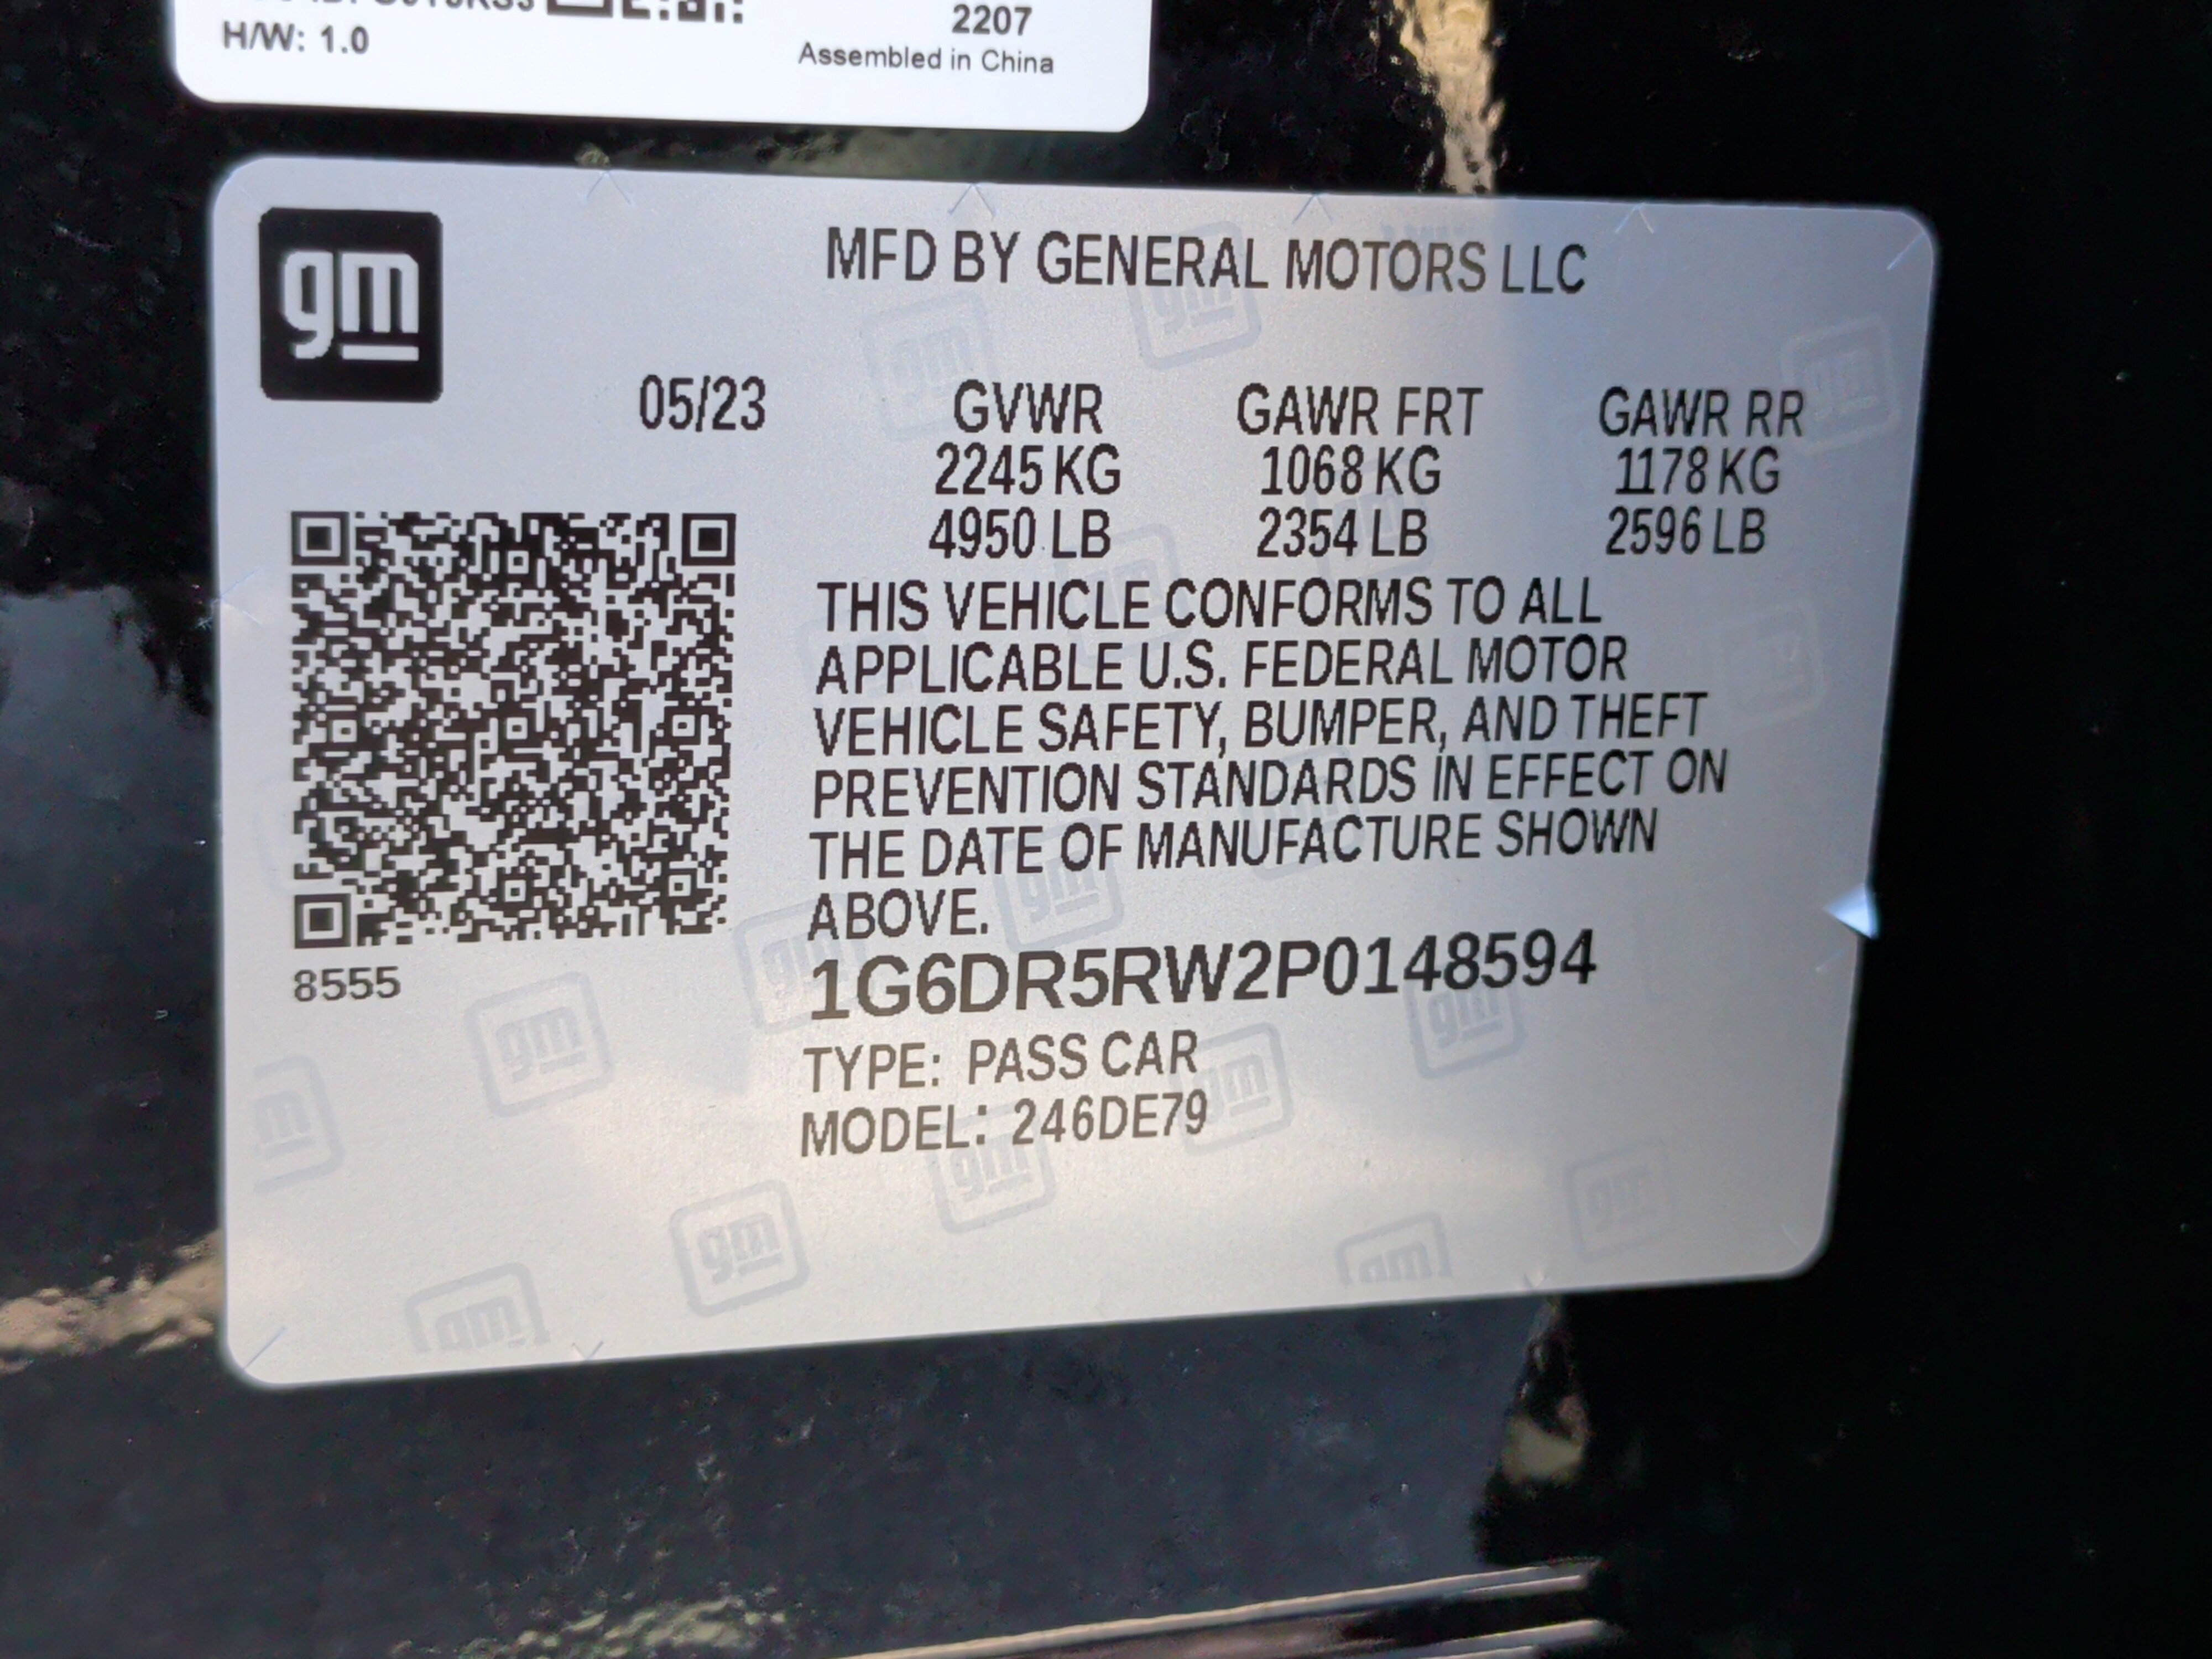 H/W: 1.0
2207
Assembled in China
gm
MFD BY GENERAL MOTORS LLC
05/23 GVWR GAWR FRT GAWR RR
2245 KG 1068 KG 1178 KG
4950 LB 2354 LB 2596 LB
THIS VEHICLE CONFORMS TO ALL
APPLICABLE U.S. FEDERAL MOTOR
VEHICLE SAFETY, BUMPER, AND THEFT
PREVENTION STANDARDS IN EFFECT ON
THE DATE OF MANUFACTURE SHOWN
ABOVE.
8555
1G6DR5RW2P0148594
TYPE: PASS CAR
MODEL: 246DE79